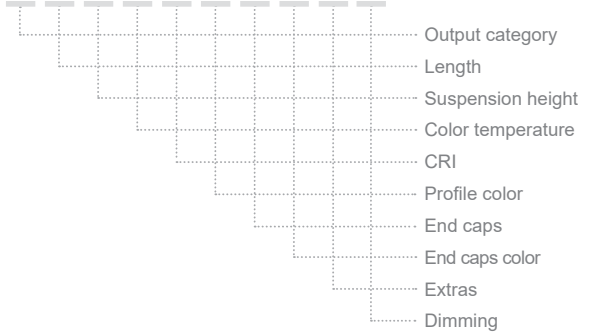 Output category
Length
Suspension height
Color temperature
CRI
Profile color
End caps
End caps color
Extras
Dimming